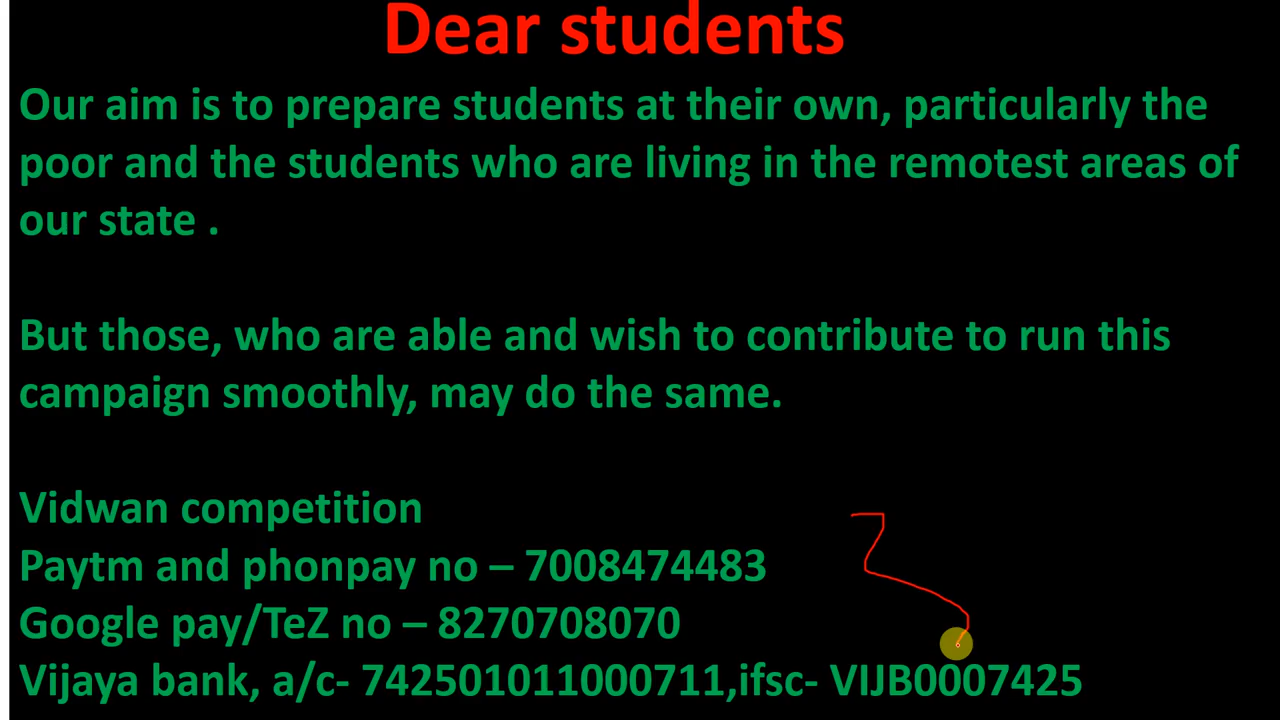 Dear students
Our aim is to prepare students at their own, particularly the
poor and the students who are living in the remotest areas of
our state .
But those, who are able and wish to contribute to run this
campaign smoothly, may do the same.
Vidwan competition
Paytm and phonpay no – 7008474483
Google pay/TeZ no – 8270708070
Vijaya bank, a/c- 742501011000711,ifsc- VIJB0007425